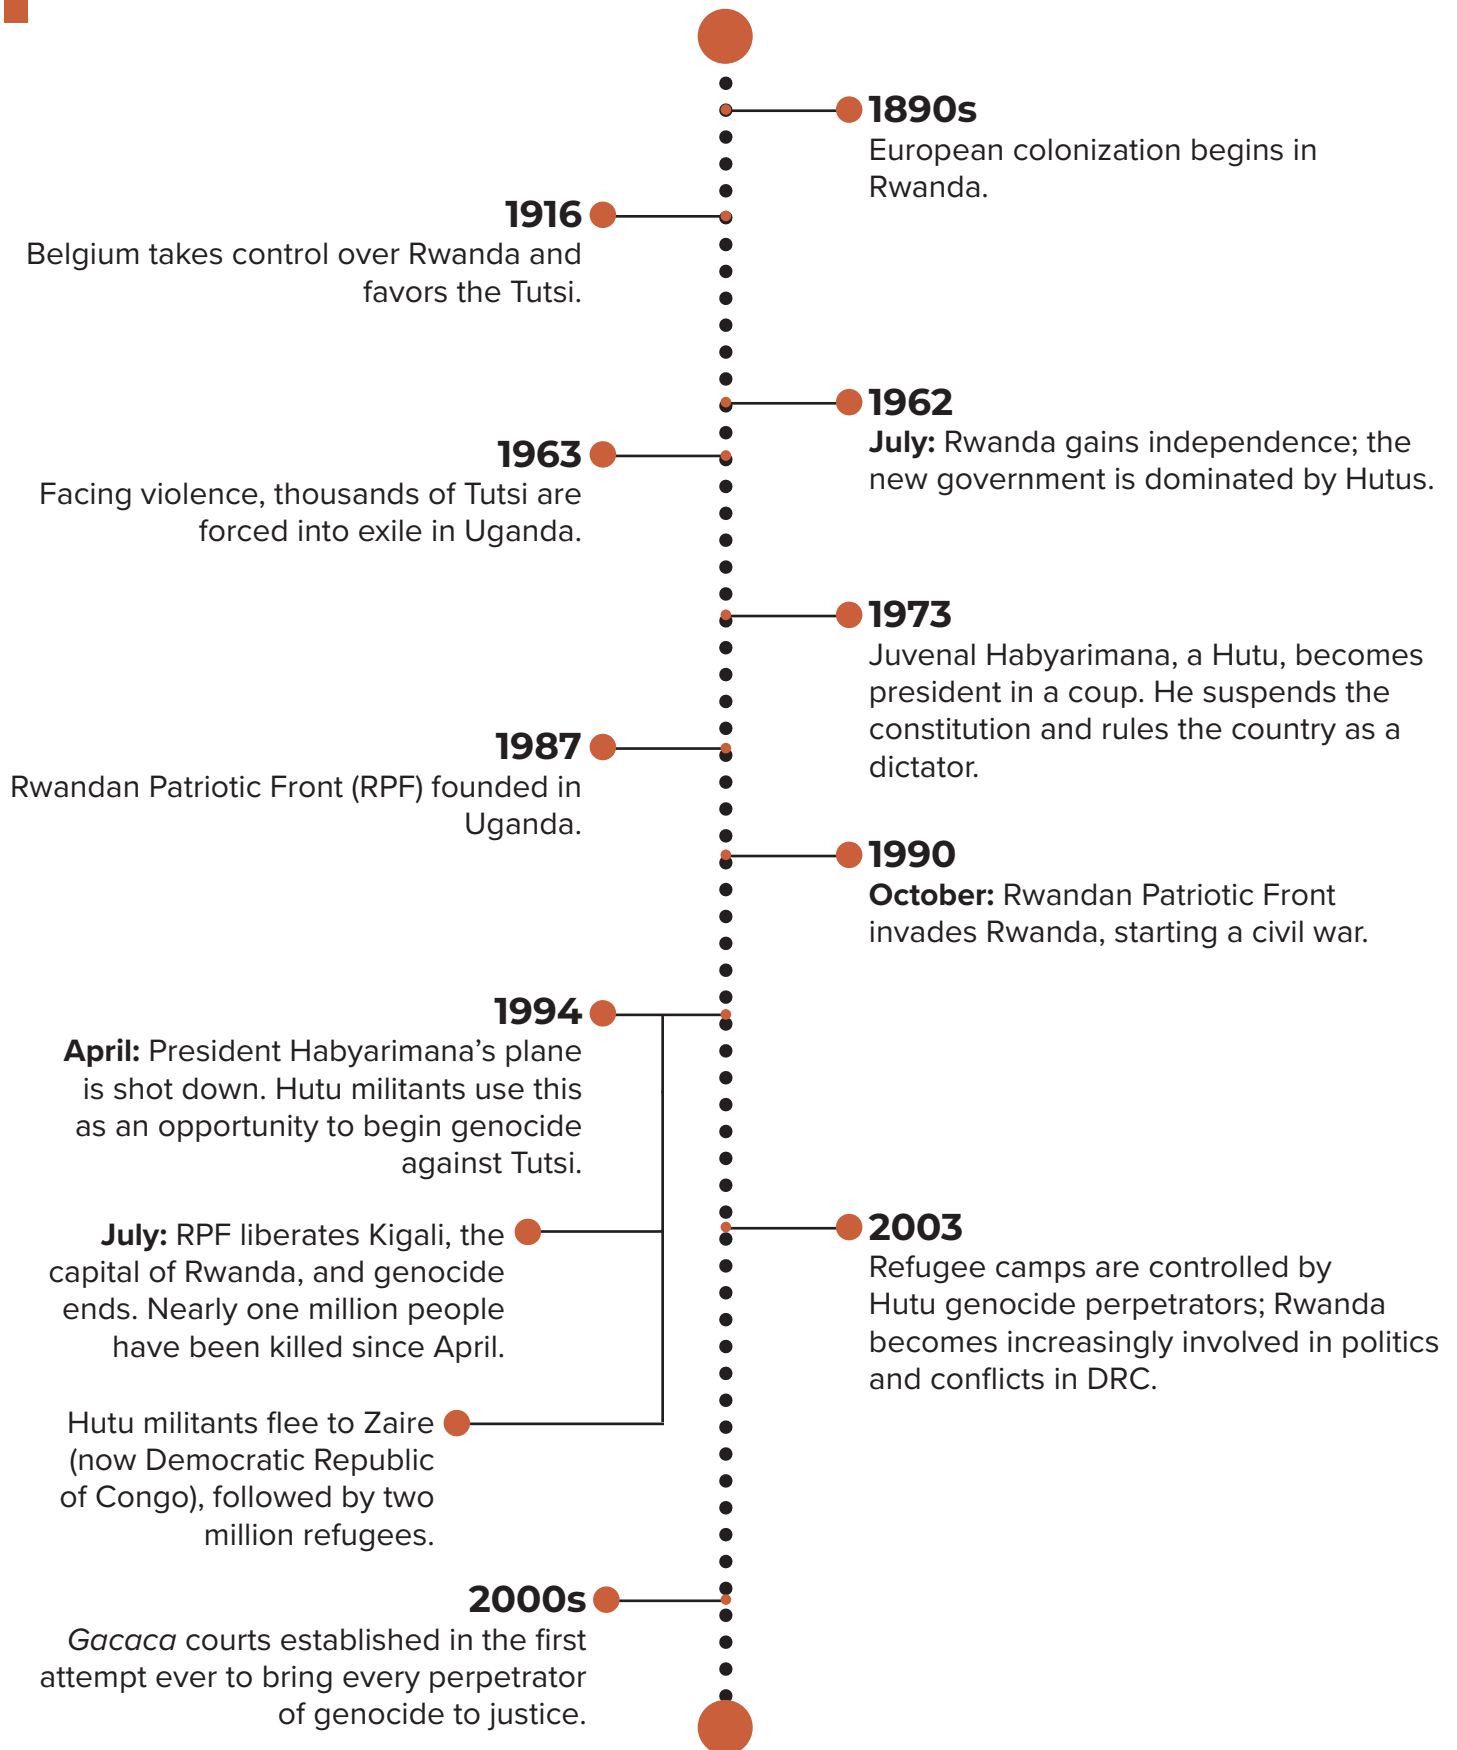 1890s
European colonization begins in
Rwanda.
1916
Belgium takes control over Rwanda and
favors the Tutsi.
1962
July: Rwanda gains independence; the
new government is dominated by Hutus.
1963
Facing violence, thousands of Tutsi are
forced into exile in Uganda.
1973
Juvenal Habyarimana, a Hutu, becomes
president in a coup. He suspends the
constitution and rules the country as a
dictator.
1987
Rwandan Patriotic Front (RPF) founded in
Uganda.
1990
October: Rwandan Patriotic Front
invades Rwanda, starting a civil war.
1994
April: President Habyarimana’s plane
is shot down. Hutu militants use this
as an opportunity to begin genocide
against Tutsi.
July: RPF liberates Kigali, the
capital of Rwanda, and genocide
ends. Nearly one million people
have been killed since April.
Hutu militants flee to Zaire
(now Democratic Republic
of Congo), followed by two
million refugees.
2003
Refugee camps are controlled by
Hutu genocide perpetrators; Rwanda
becomes increasingly involved in politics
and conflicts in DRC.
2000s
Gacaca courts established in the first
attempt ever to bring every perpetrator
of genocide to justice.